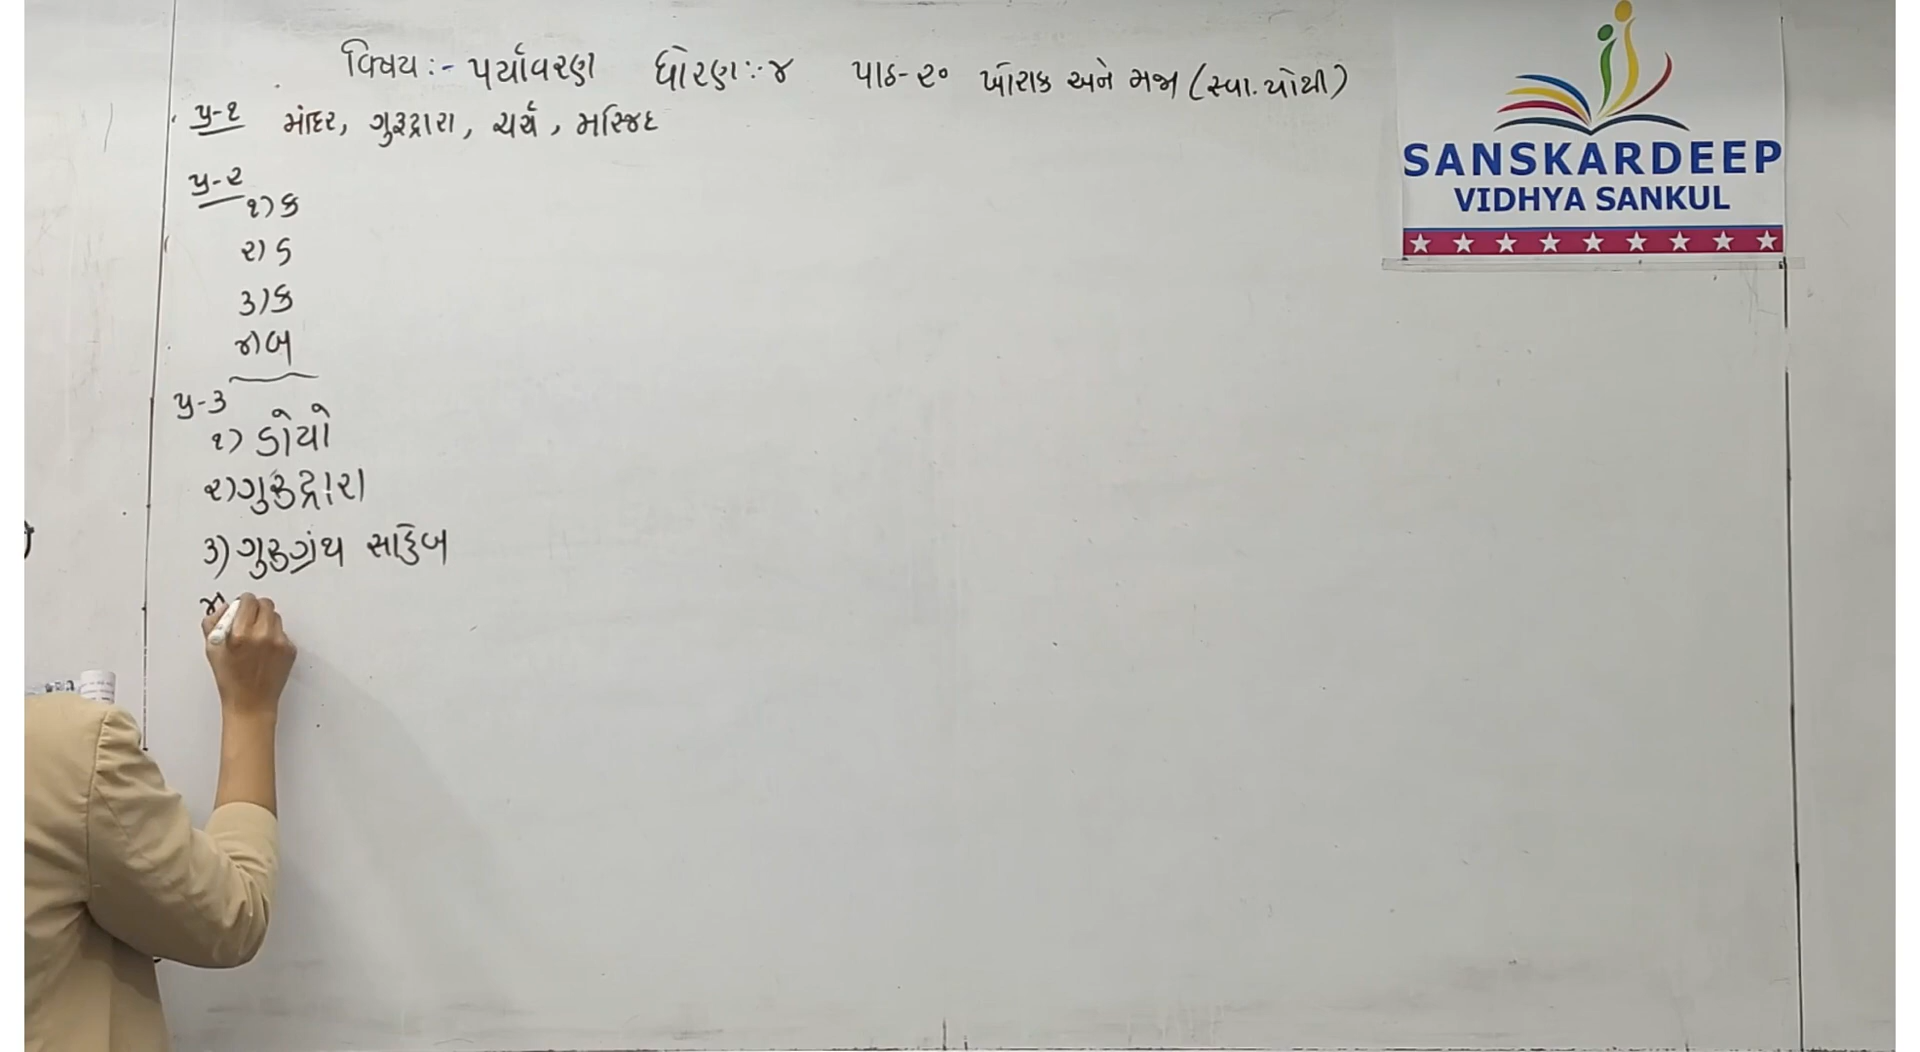 વિષય :- પર્યાવરણ ધોરણ :- ૪ પાઠ- ૨૦ ખોરાક અને મજા (સ્વા. પોથી)
પ્ર-૧ મંદિર, ગુરૂદ્વારા, ચર્ચ, મસ્જિદ
પ્ર-૨
૧) ક
૨) ડ
૩) ક
૪) બ
પ્ર-૩
૧) ડોયો
૨) ગુરુદ્વારા
૩) ગુરુગ્રંથ સાહેબ
૪)
SANSKARDEEP
VIDHYA SANKUL